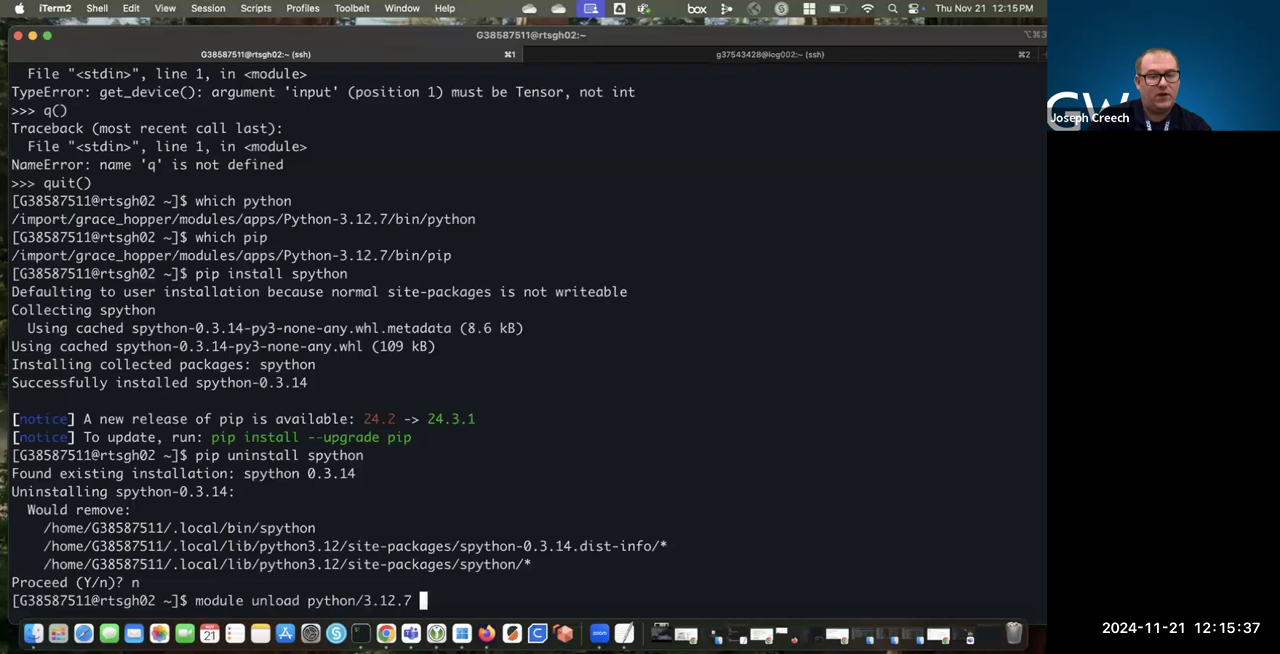 iTerm2 Shell Edit View Session Scripts Profiles Toolbelt Window Help box Thu Nov 21 12:15 PM
G38587511@rtsgh02:~
G38587511@rtsgh02:~ (ssh) ⌘1 g37543428@log002:~ (ssh) ⌘2
File "<stdin>", line 1, in <module>
TypeError: get_device(): argument 'input' (position 1) must be Tensor, not int
>>> q()
Traceback (most recent call last):
File "<stdin>", line 1, in <module>
NameError: name 'q' is not defined
>>> quit()
[G38587511@rtsgh02 ~]$ which python
/import/grace_hopper/modules/apps/Python-3.12.7/bin/python
[G38587511@rtsgh02 ~]$ which pip
/import/grace_hopper/modules/apps/Python-3.12.7/bin/pip
[G38587511@rtsgh02 ~]$ pip install spython
Defaulting to user installation because normal site-packages is not writeable
Collecting spython
Using cached spython-0.3.14-py3-none-any.whl.metadata (8.6 kB)
Using cached spython-0.3.14-py3-none-any.whl (109 kB)
Installing collected packages: spython
Successfully installed spython-0.3.14
[notice] A new release of pip is available: 24.2 -> 24.3.1
[notice] To update, run: pip install --upgrade pip
[G38587511@rtsgh02 ~]$ pip uninstall spython
Found existing installation: spython 0.3.14
Uninstalling spython-0.3.14:
Would remove:
/home/G38587511/.local/bin/spython
/home/G38587511/.local/lib/python3.12/site-packages/spython-0.3.14.dist-info/*
/home/G38587511/.local/lib/python3.12/site-packages/spython/*
Proceed (Y/n)? n
[G38587511@rtsgh02 ~]$ module unload python/3.12.7
GW
Joseph Creech
2024-11-21 12:15:37